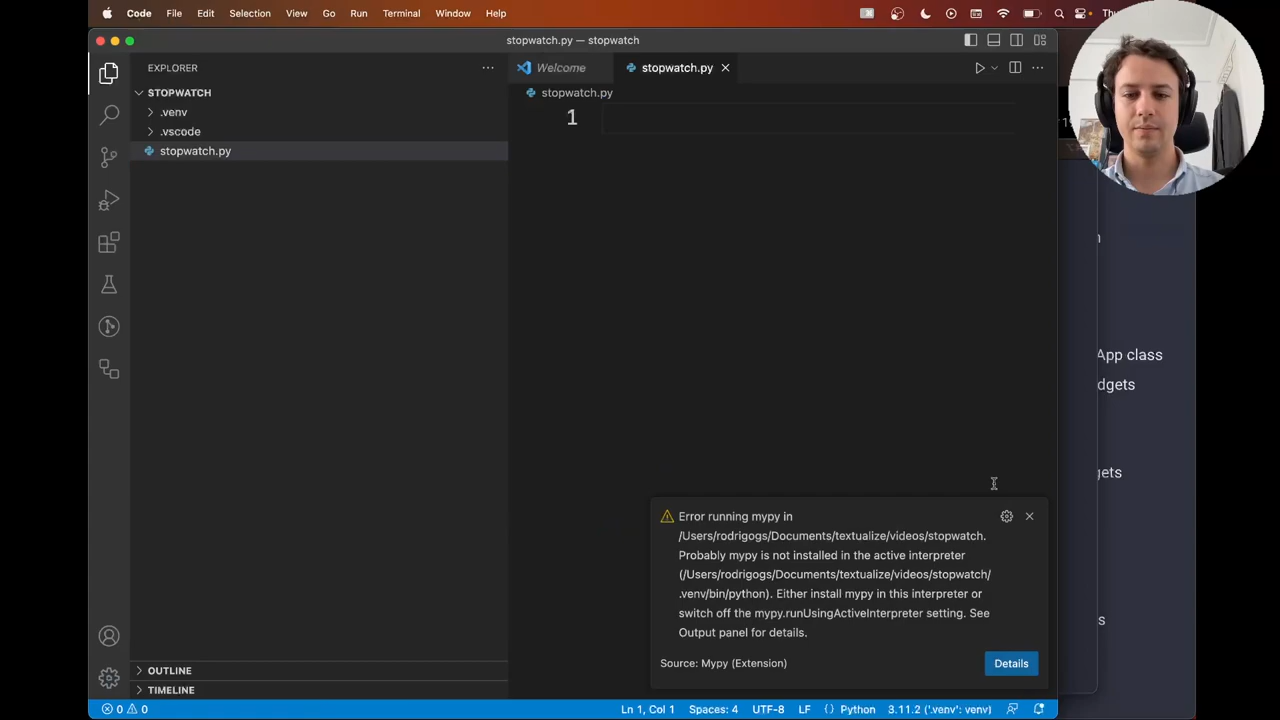 Code File Edit Selection View Go Run Terminal Window Help
stopwatch.py — stopwatch
EXPLORER
Welcome
stopwatch.py
STOPWATCH
stopwatch.py
.venv
1
.vscode
stopwatch.py
App class
Error running mypy in
/Users/rodrigogs/Documents/textualize/videos/stopwatch.
Probably mypy is not installed in the active interpreter
(/Users/rodrigogs/Documents/textualize/videos/stopwatch/
.venv/bin/python). Either install mypy in this interpreter or
switch off the mypy.runUsingActiveInterpreter setting. See
Output panel for details.
Source: Mypy (Extension)
Details
OUTLINE
TIMELINE
0 0
Ln 1, Col 1 Spaces: 4 UTF-8 LF {} Python 3.11.2 ('.venv': venv)